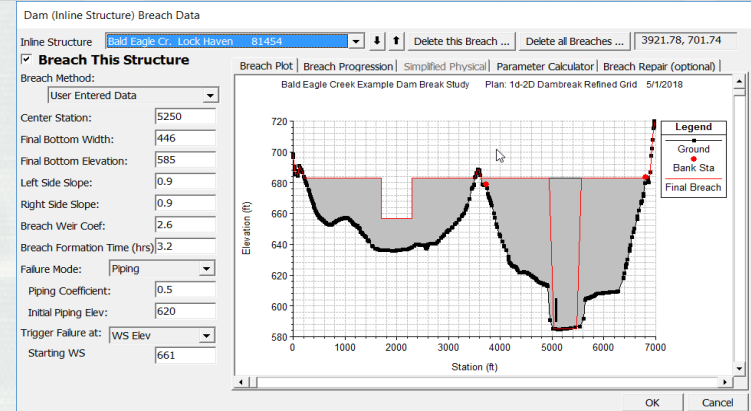 Dam (Inline Structure) Breach Data
Inline Structure Bald Eagle Cr. Lock Haven 81454 Delete this Breach ... Delete all Breaches ... 3921.78, 701.74
Breach This Structure
Breach Method:
User Entered Data
Center Station: 5250
Final Bottom Width: 446
Final Bottom Elevation: 585
Left Side Slope: 0.9
Right Side Slope: 0.9
Breach Weir Coef: 2.6
Breach Formation Time (hrs) 3.2
Failure Mode: Piping
Piping Coefficient: 0.5
Initial Piping Elev: 620
Trigger Failure at: WS Elev
Starting WS 661
Breach Plot Breach Progression Simplified Physical Parameter Calculator Breach Repair (optional)
Bald Eagle Creek Example Dam Break Study Plan: 1d-2D Dambreak Refined Grid 5/1/2018
720
700
680
660
640
620
600
580
Elevation (ft)
0 1000 2000 3000 4000 5000 6000 7000
Station (ft)
Legend
Ground
Bank Sta
Final Breach
OK Cancel